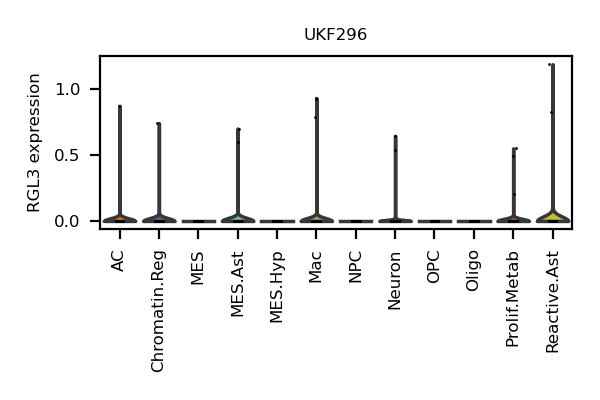 UKF296
RGL3 expression
1.0
0.5
0.0
AC
Chromatin.Reg
MES
MES.Ast
MES.Hyp
Mac
NPC
Neuron
OPC
Oligo
Prolif.Metab
Reactive.Ast